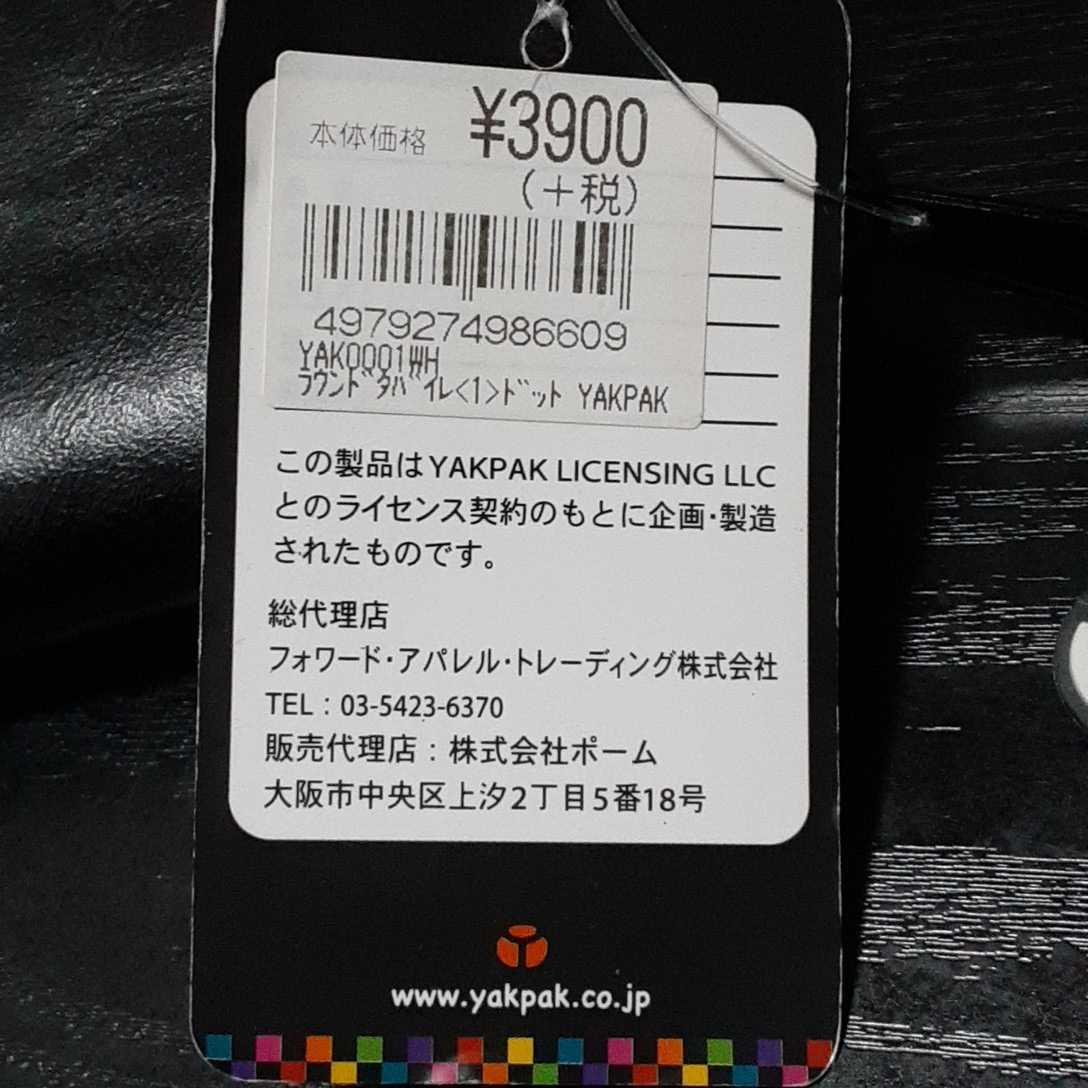 本体価格 ¥3900
(+税)
4979274986609
YAK0001WH
ﾗｳﾝﾄﾞﾀﾊﾞｲﾚ<1>ﾄﾞｯﾄ YAKPAK
この製品はYAKPAK LICENSING LLC
とのライセンス契約のもとに企画・製造
されたものです。
総代理店
フォワード・アパレル・トレーディング株式会社
TEL : 03-5423-6370
販売代理店 : 株式会社ポーム
大阪市中央区上汐2丁目5番18号
www.yakpak.co.jp